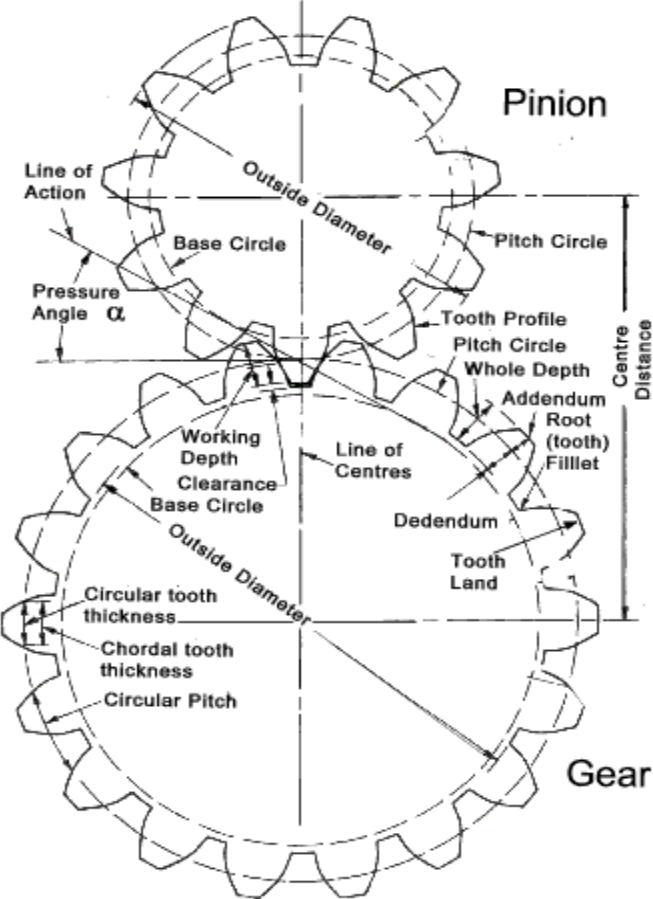 Pinion
Line of
Action
Outside Diameter
Base Circle
Pitch Circle
Pressure
Angle α
Tooth Profile
Pitch Circle
Whole Depth
Centre
Distance
Addendum
Root
(tooth)
Filllet
Working
Depth
Line of
Centres
Clearance
Base Circle
Dedendum
Outside Diameter
Tooth
Land
Circular tooth
thickness
Chordal tooth
thickness
Circular Pitch
Gear